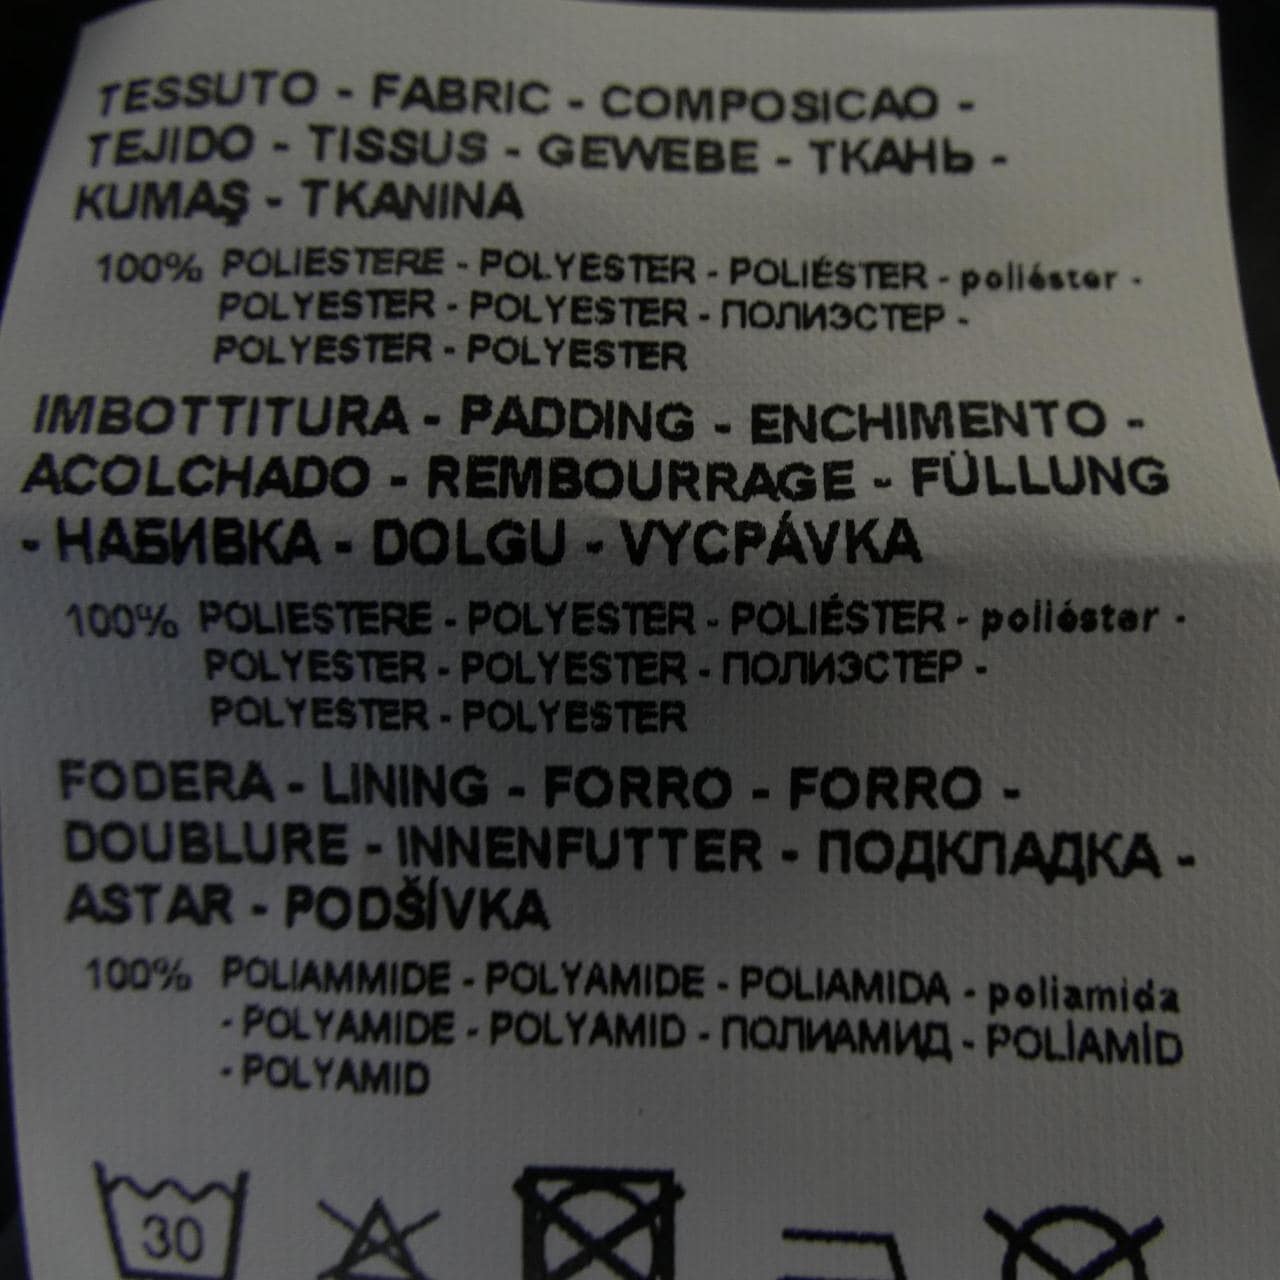 TESSUTO - FABRIC - COMPOSICAO -
TEJIDO - TISSUS - GEWEBE - ТКАНЬ -
KUMAŞ - TKANINA
100% POLIESTERE - POLYESTER - POLIÉSTER - poliéster -
POLYESTER - POLYESTER - ПОЛИЭСТЕР -
POLYESTER - POLYESTER
IMBOTTITURA - PADDING - ENCHIMENTO -
ACOLCHADO - REMBOURRAGE - FÜLLUNG
- НАБИВКА - DOLGU - VYCPÁVKA
100% POLIESTERE - POLYESTER - POLIÉSTER - poliéster -
POLYESTER - POLYESTER - ПОЛИЭСТЕР -
POLYESTER - POLYESTER
FODERA - LINING - FORRO - FORRO -
DOUBLURE - INNENFUTTER - ПОДКЛАДКА -
ASTAR - PODŠÍVKA
100% POLIAMMIDE - POLYAMIDE - POLIAMIDA - poliamida
- POLYAMIDE - POLYAMID - ПОЛИАМИД - POLİAMİD
- POLYAMID
30